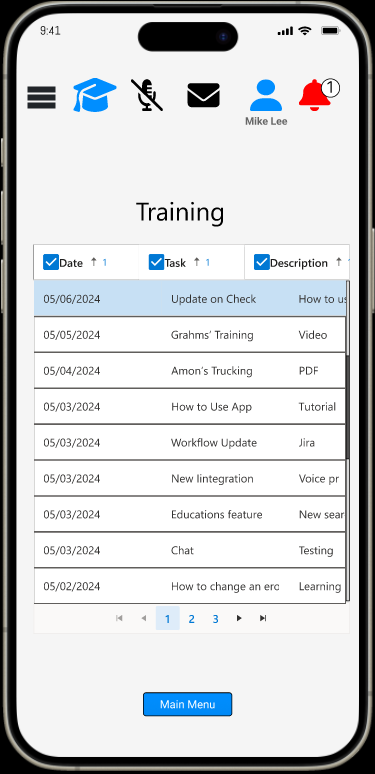 9:41
1
Mike Lee
Training
Date 1 Task 1 Description
05/06/2024 Update on Check How to us
05/05/2024 Grahms' Training Video
05/04/2024 Amon's Trucking PDF
05/03/2024 How to Use App Tutorial
05/03/2024 Workflow Update Jira
05/03/2024 New Iintegration Voice pr
05/03/2024 Educations feature New sear
05/03/2024 Chat Testing
05/02/2024 How to change an erc Learning
1 2 3
Main Menu